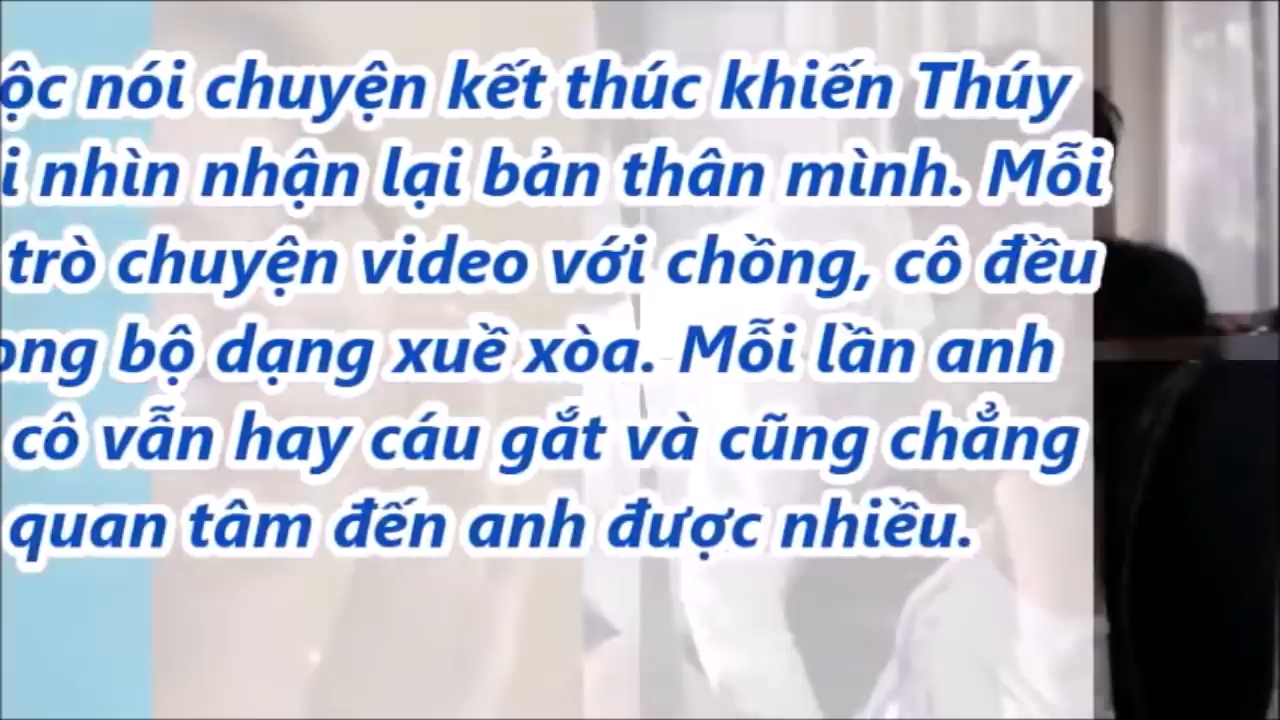 nói chuyện kết thúc khiến Thúy
nhìn nhận lại bản thân mình. Mỗi
trò chuyện video với chồng, cô đều
bộ dạng xuề xòa. Mỗi lần anh
cô vẫn hay cáu gắt và cũng chẳng
quan tâm đến anh được nhiều.